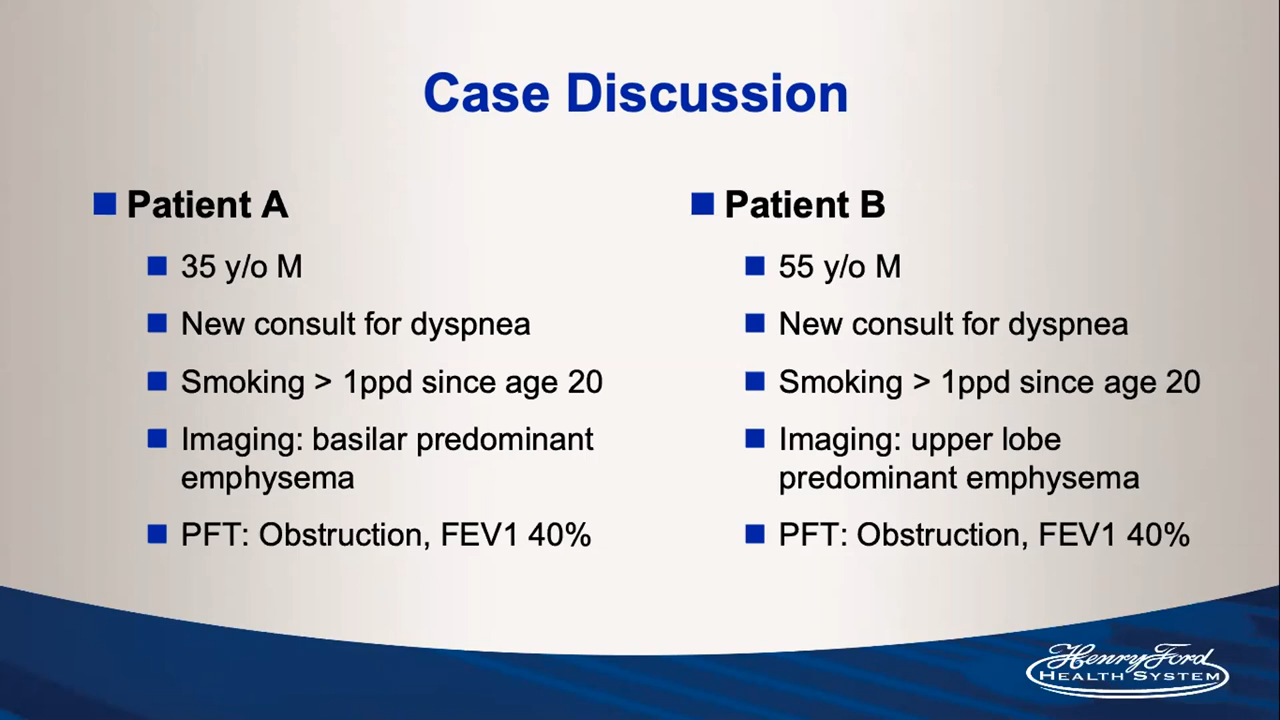 Case Discussion
Patient A
35 y/o M
New consult for dyspnea
Smoking > 1ppd since age 20
Imaging: basilar predominant
emphysema
PFT: Obstruction, FEV1 40%
Patient B
55 y/o M
New consult for dyspnea
Smoking > 1ppd since age 20
Imaging: upper lobe
predominant emphysema
PFT: Obstruction, FEV1 40%
Henry Ford
HEALTH SYSTEM